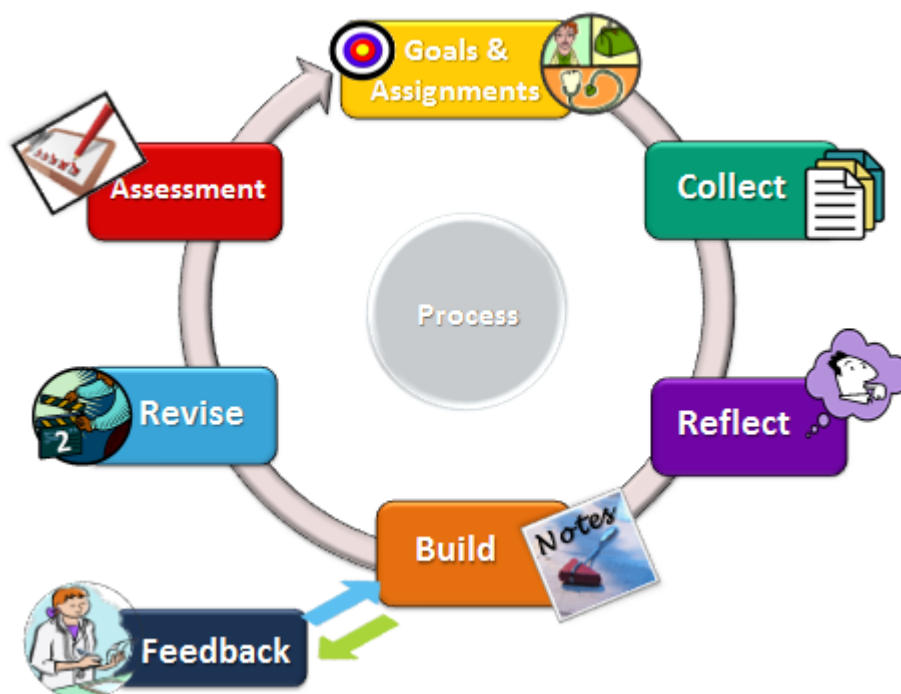 Goals &
Assignments
Collect
Reflect
Notes
Build
Feedback
2
Revise
Assessment
Process